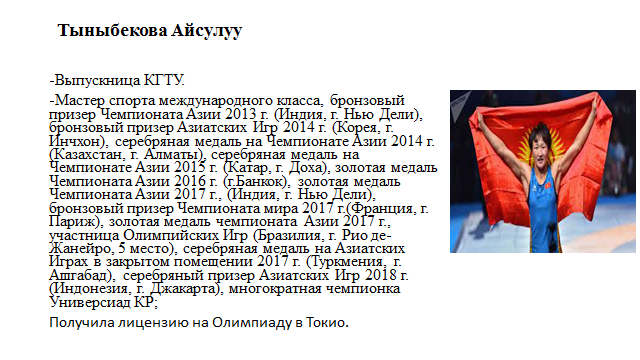 Тыныбекова Айсулуу
-Выпускница КГТУ.
-Мастер спорта международного класса, бронзовый
призер Чемпионата Азии 2013 г. (Индия, г. Нью Дели),
бронзовый призер Азиатских Игр 2014 г. (Корея, г.
Инчхон), серебряная медаль на Чемпионате Азии 2014 г.
(Казахстан, г. Алматы), серебряная медаль на
Чемпионате Азии 2015 г. (Катар, г. Доха), золотая медаль
Чемпионата Азии 2016 г. (г.Банкок), золотая медаль
Чемпионата Азии 2017 г., (Индия, г. Нью Дели),
бронзовый призер Чемпионата мира 2017 г.(Франция, г.
Париж), золотая медаль чемпионата Азии 2017 г.,
участница Олимпийских Игр (Бразилия, г. Рио де-
Жанейро, 5 место), серебряная медаль на Азиатских
Играх в закрытом помещении 2017 г. (Туркмения, г.
Ашгабад), серебряный призер Азиатских Игр 2018 г.
(Индонезия, г. Джакарта), многократная чемпионка
Универсиад КР;
Получила лицензию на Олимпиаду в Токио.